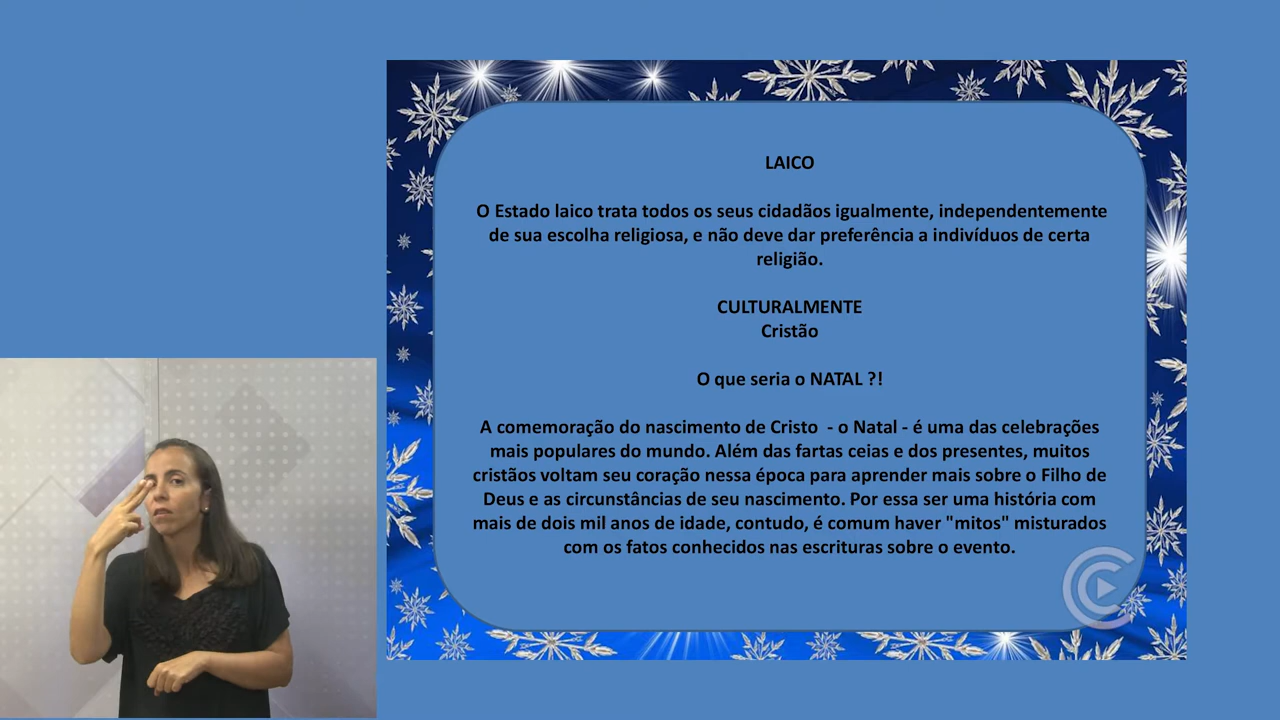 LAICO
O Estado laico trata todos os seus cidadãos igualmente, independentemente
de sua escolha religiosa, e não deve dar preferência a indivíduos de certa
religião.
CULTURALMENTE
Cristão
O que seria o NATAL ?!
A comemoração do nascimento de Cristo - o Natal - é uma das celebrações
mais populares do mundo. Além das fartas ceias e dos presentes, muitos
cristãos voltam seu coração nessa época para aprender mais sobre o Filho de
Deus e as circunstâncias de seu nascimento. Por essa ser uma história com
mais de dois mil anos de idade, contudo, é comum haver "mitos" misturados
com os fatos conhecidos nas escrituras sobre o evento.